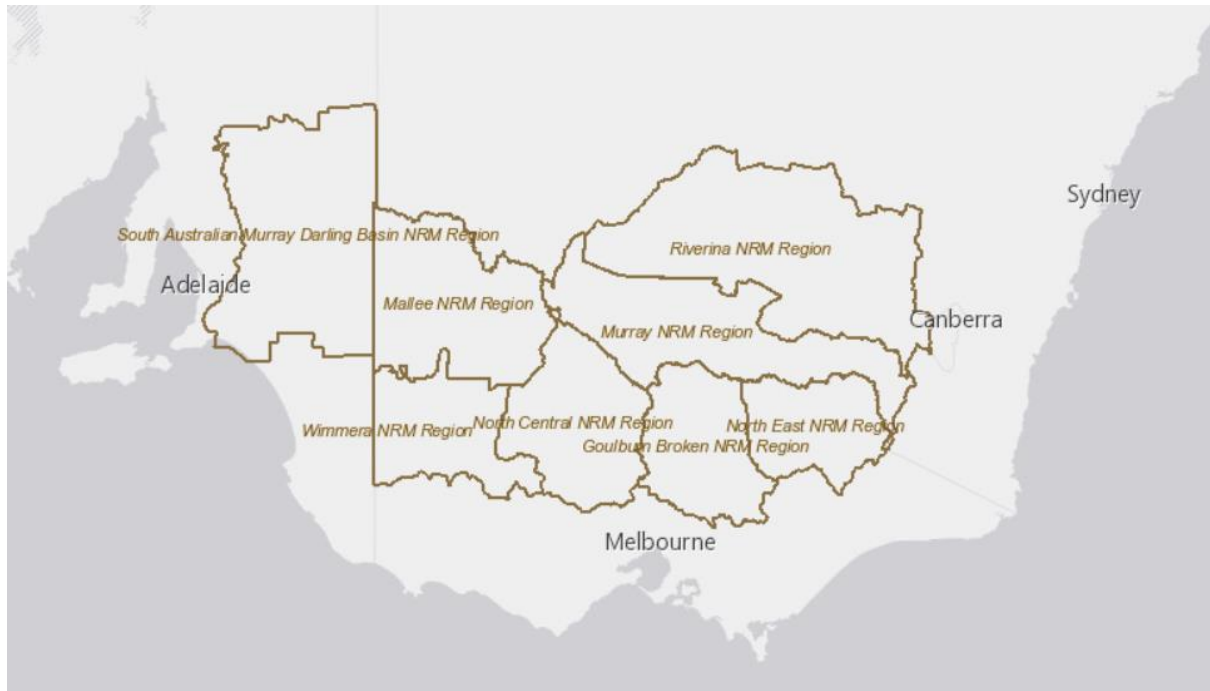 Sydney
South Australian Murray Darling Basin NRM Region
Riverina NRM Region
Adelaide
Mallee NRM Region
Canberra
Murray NRM Region
Wimmera NRM Region
North Central NRM Region
North East NRM Region
Goulburn Broken NRM Region
Melbourne